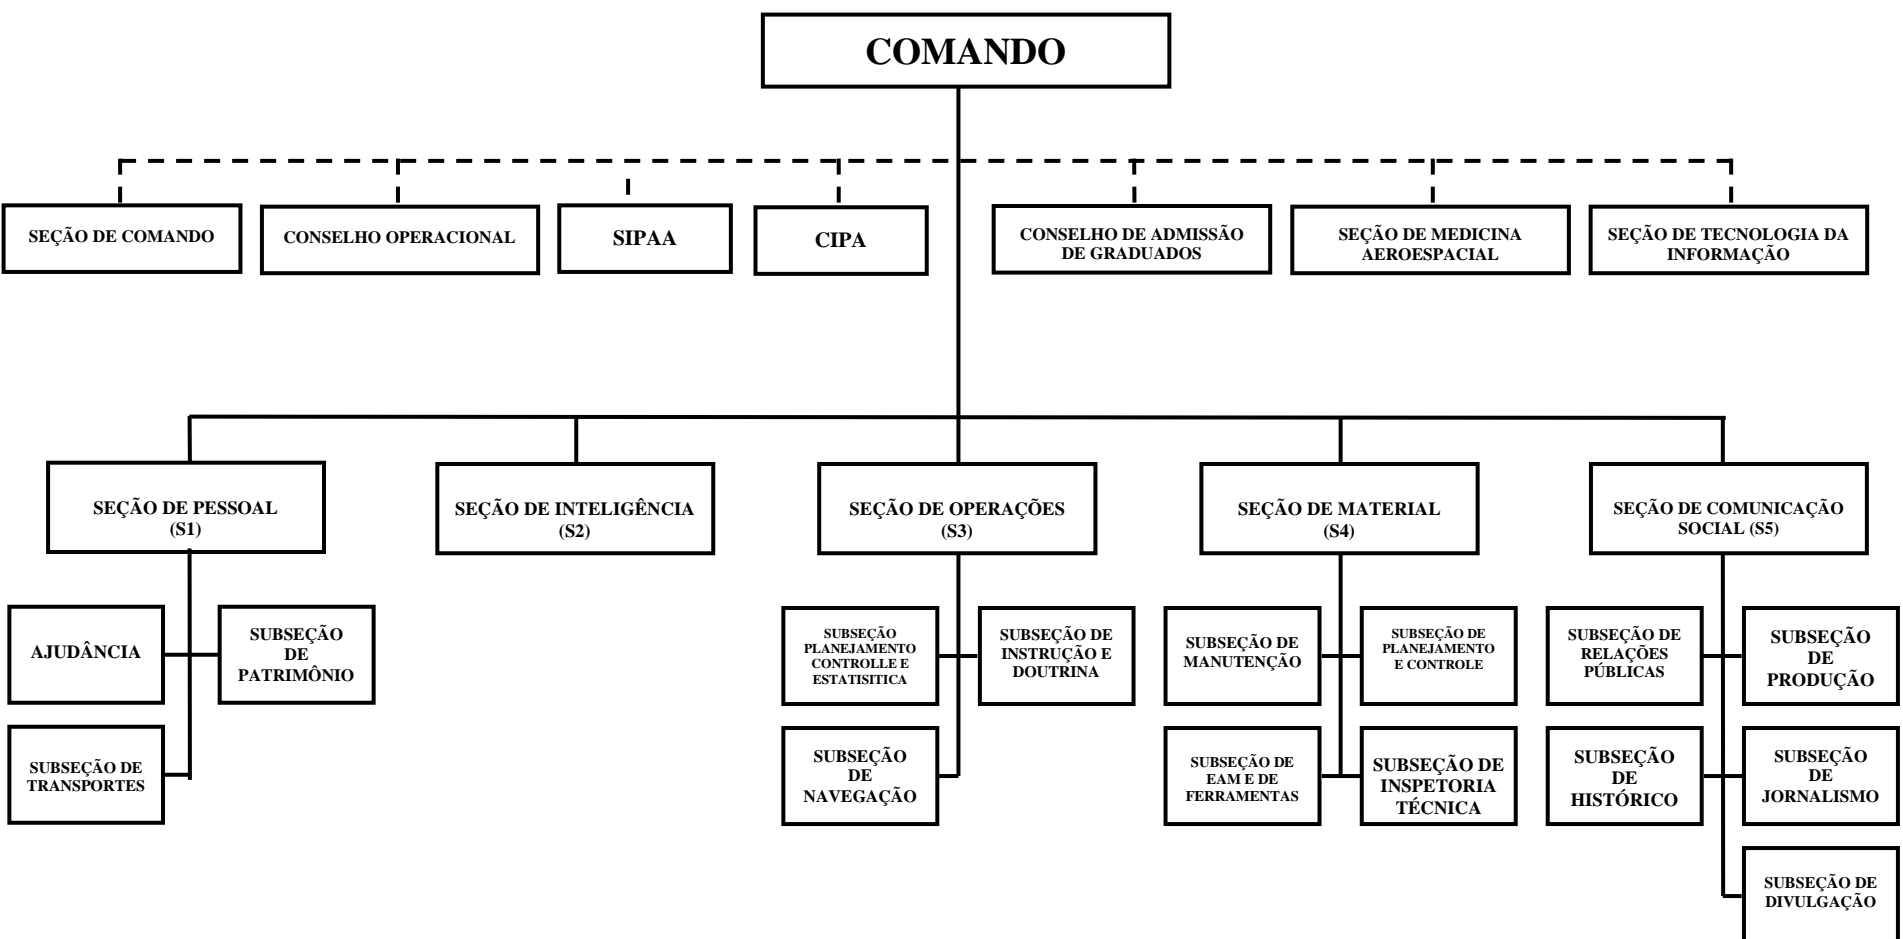 COMANDO
SEÇÃO DE COMANDO
CONSELHO OPERACIONAL
SIPAA
CIPA
CONSELHO DE ADMISSÃO
DE GRADUADOS
SEÇÃO DE MEDICINA
AEROESPACIAL
SEÇÃO DE TECNOLOGIA DA
INFORMAÇÃO
SEÇÃO DE PESSOAL
(S1)
SEÇÃO DE INTELIGÊNCIA
(S2)
SEÇÃO DE OPERAÇÕES
(S3)
SEÇÃO DE MATERIAL
(S4)
SEÇÃO DE COMUNICAÇÃO
SOCIAL (S5)
AJUDÂNCIA
SUBSEÇÃO
DE
PATRIMÔNIO
SUBSEÇÃO
PLANEJAMENTO
CONTROLLE E
ESTATISITICA
SUBSEÇÃO DE
INSTRUÇÃO E
DOUTRINA
SUBSEÇÃO DE
MANUTENÇÃO
SUBSEÇÃO DE
PLANEJAMENTO
E CONTROLE
SUBSEÇÃO DE
RELAÇÕES
PÚBLICAS
SUBSEÇÃO
DE
PRODUÇÃO
SUBSEÇÃO DE
TRANSPORTES
SUBSEÇÃO
DE
NAVEGAÇÃO
SUBSEÇÃO DE
EAM E DE
FERRAMENTAS
SUBSEÇÃO DE
INSPETORIA
TÉCNICA
SUBSEÇÃO
DE
HISTÓRICO
SUBSEÇÃO
DE
JORNALISMO
SUBSEÇÃO DE
DIVULGAÇÃO